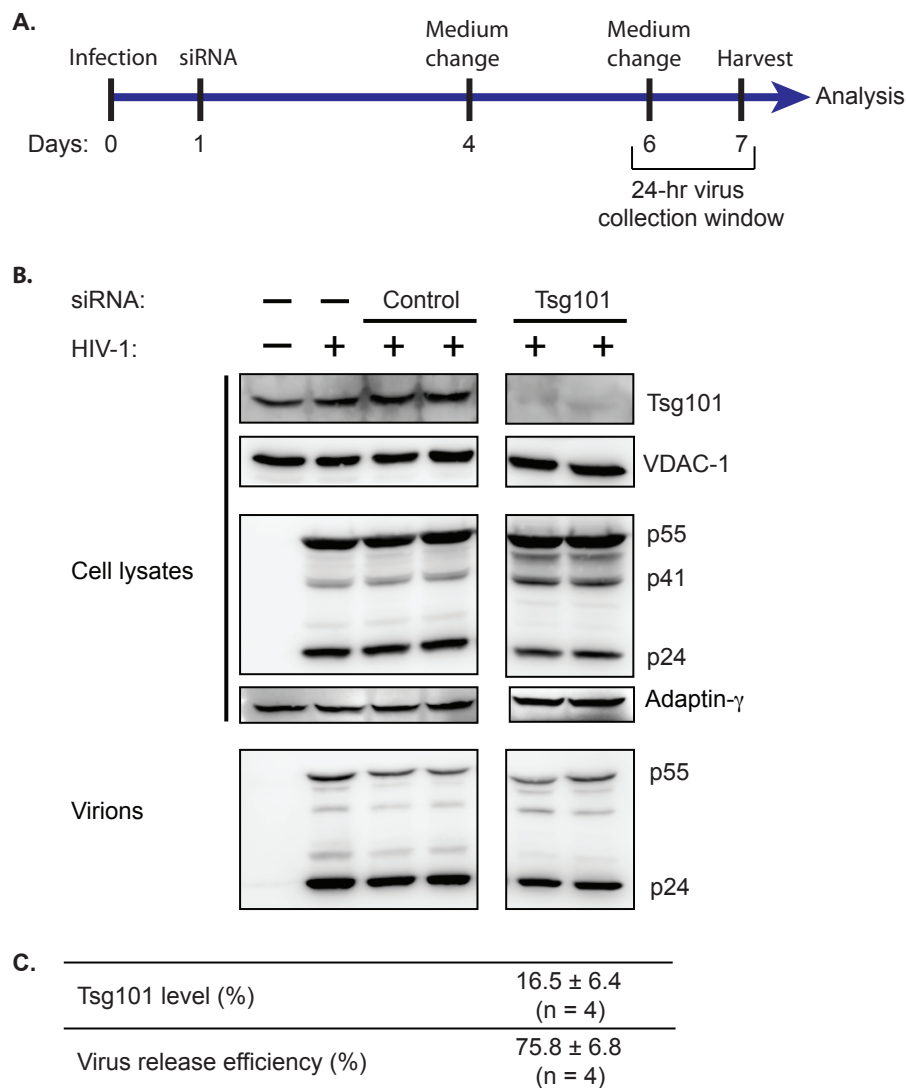 A.
Infection siRNA Medium change Medium change Harvest
Analysis
Days: 0 1 4 6 7
24-hr virus
collection window
B.
siRNA: — — Control Tsg101
HIV-1: — + + + + +
Tsg101
VDAC-1
Cell lysates
p55
p41
p24
Adaptin-γ
Virions
p55
p24
C.
Tsg101 level (%) 16.5 ± 6.4
(n = 4)
Virus release efficiency (%) 75.8 ± 6.8
(n = 4)